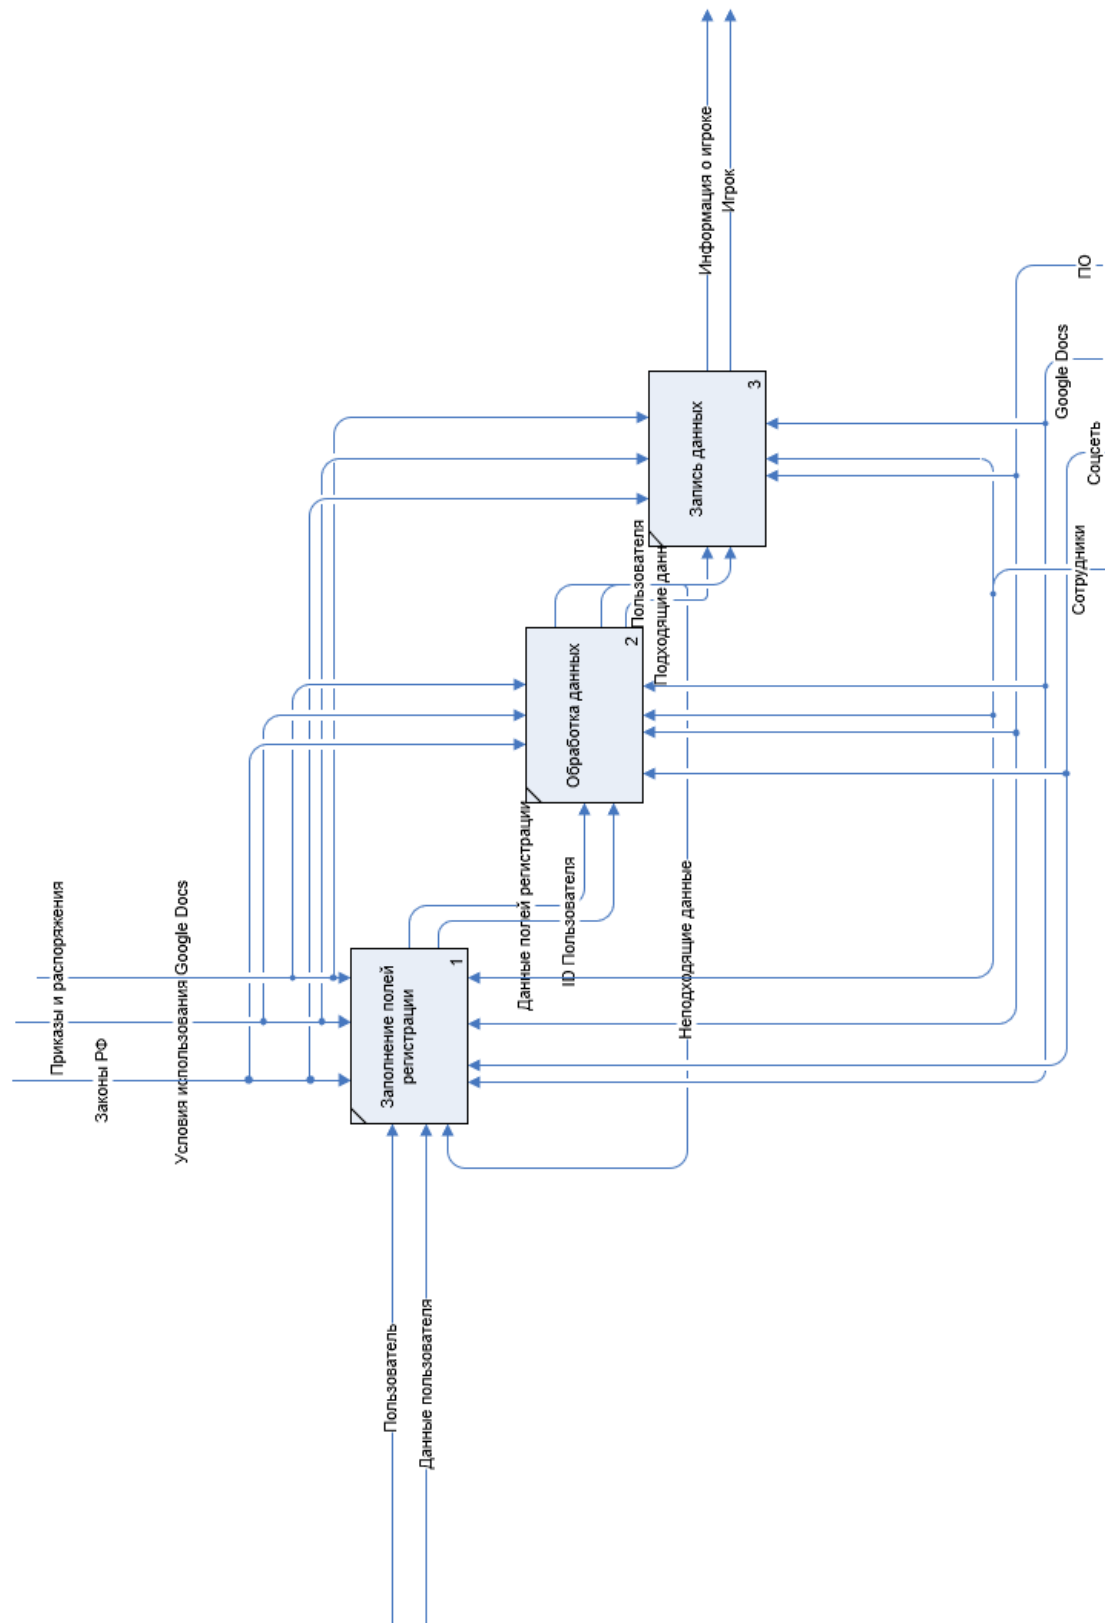 Приказы и распоряжения
Законы РФ
Условия использования Google Docs
Пользователь
Данные пользователя
Заполнение полей
регистрации
1
Данные полей регистрации
ID Пользователя
Обработка данных
2
Неподходящие данные
Пользователя
Подходящие данн
Запись данных
3
Информация о игроке
Игрок
Сотрудники
Соцсеть
Google Docs
ПО